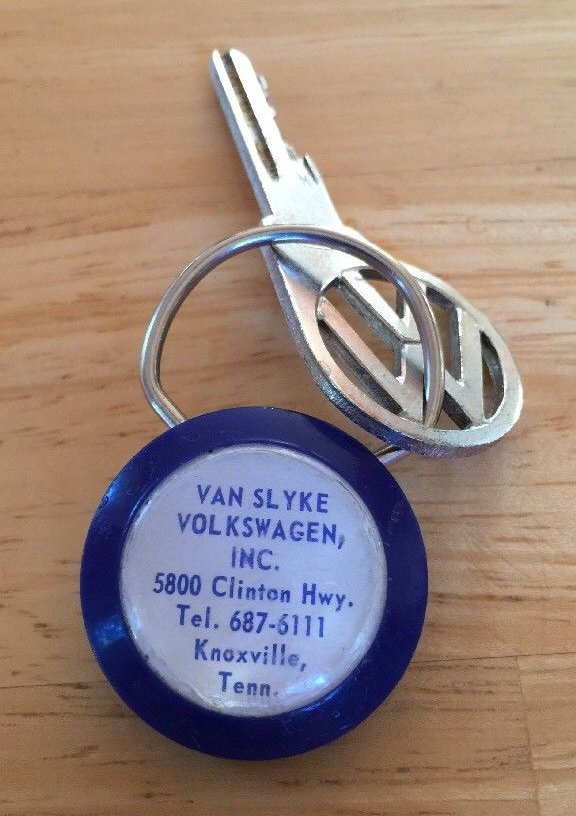 VAN SLYKE
VOLKSWAGEN,
INC.
5800 Clinton Hwy.
Tel. 687-6111
Knoxville,
Tenn.